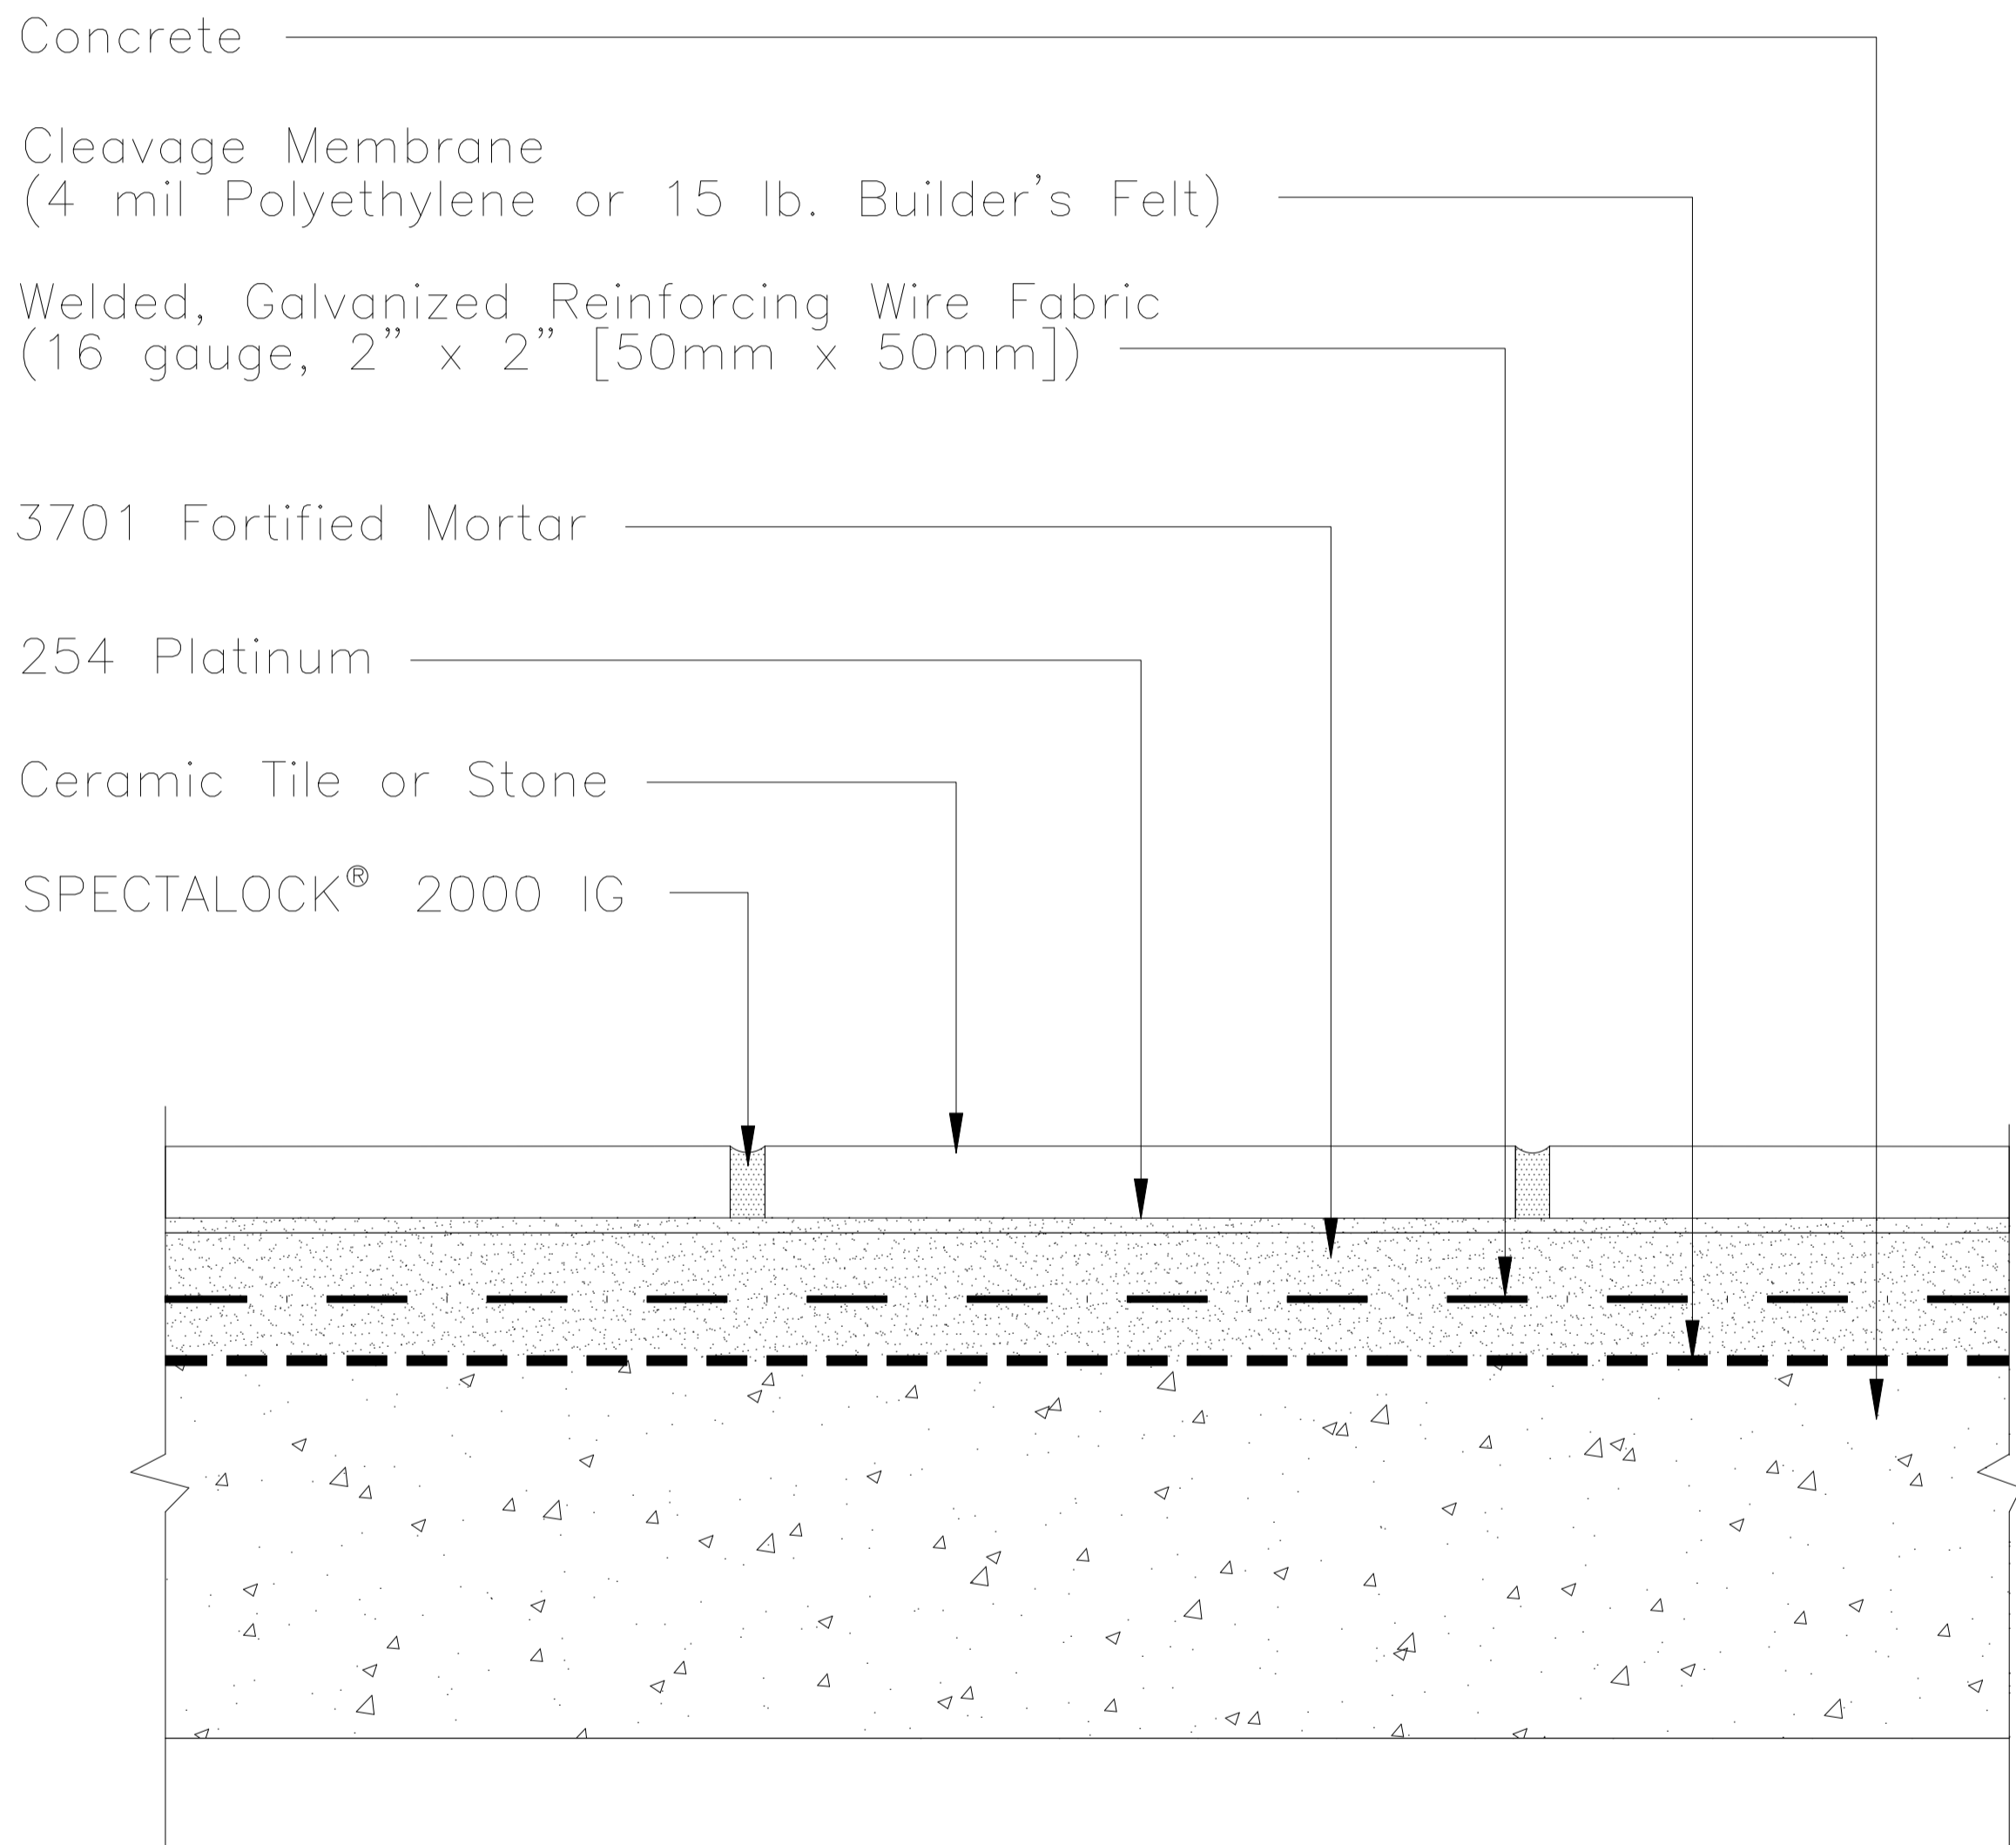 Concrete
Cleavage Membrane
(4 mil Polyethylene or 15 lb. Builder's Felt)
Welded, Galvanized Reinforcing Wire Fabric
(16 gauge, 2” x 2” [50mm x 50mm])
3701 Fortified Mortar
254 Platinum
Ceramic Tile or Stone
SPECTALOCK® 2000 IG